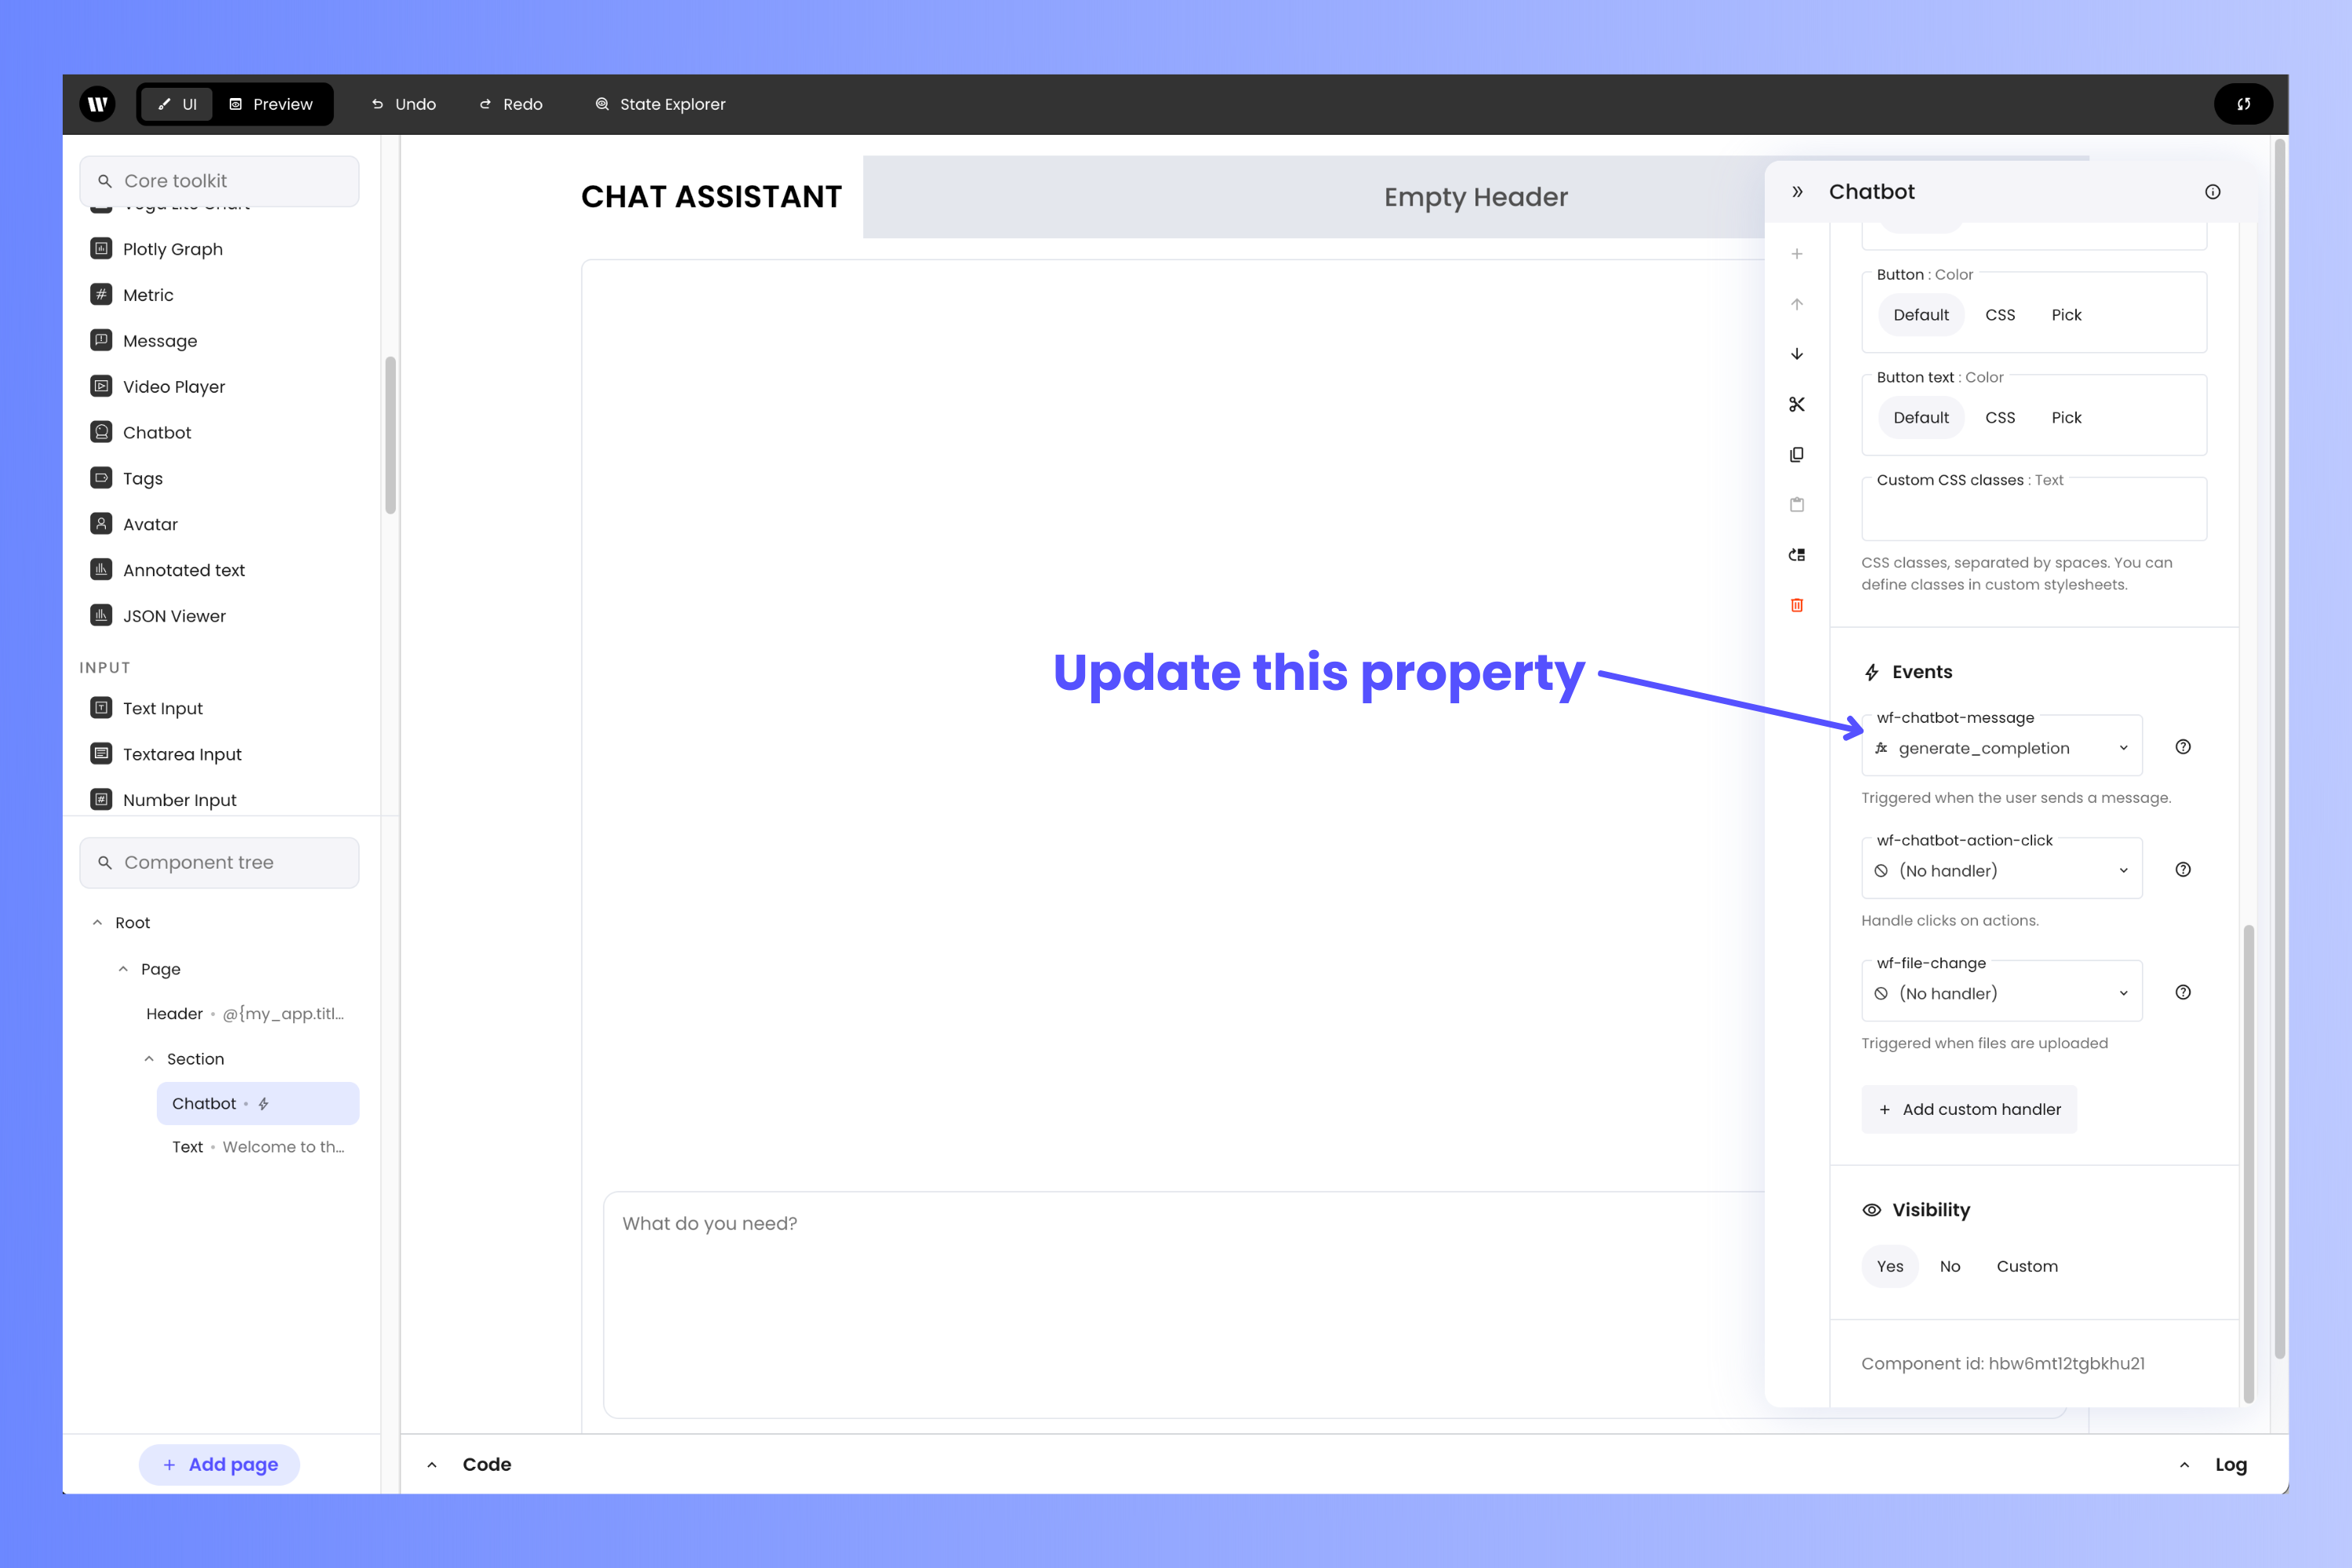 UI
Preview
Undo
Redo
State Explorer
Core toolkit
Plotly Graph
Metric
Message
Video Player
Chatbot
Tags
Avatar
Annotated text
JSON Viewer
INPUT
Text Input
Textarea Input
Number Input
Component tree
Root
Page
Header • @{my_app.titl...
Section
Chatbot •
Text • Welcome to th...
+ Add page
CHAT ASSISTANT
Empty Header
Update this property
What do you need?
Code
Log
Chatbot
Button : Color
Default CSS Pick
Button text : Color
Default CSS Pick
Custom CSS classes : Text
CSS classes, separated by spaces. You can
define classes in custom stylesheets.
Events
wf-chatbot-message
generate_completion
Triggered when the user sends a message.
wf-chatbot-action-click
(No handler)
Handle clicks on actions.
wf-file-change
(No handler)
Triggered when files are uploaded
+ Add custom handler
Visibility
Yes No Custom
Component id: hbw6mt12tgbkhu21